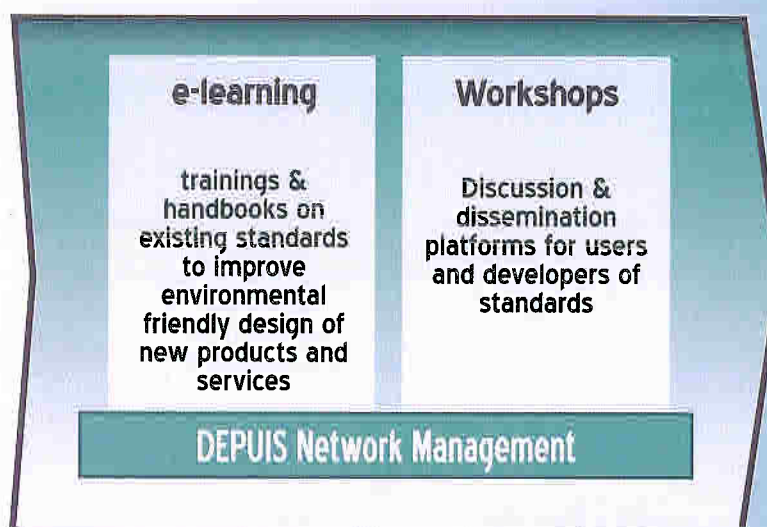 e-learning
trainings &
handbooks on
existing standards
to improve
environmental
friendly design of
new products and
services
Workshops
Discussion &
dissemination
platforms for users
and developers of
standards
DEPUIS Network Management